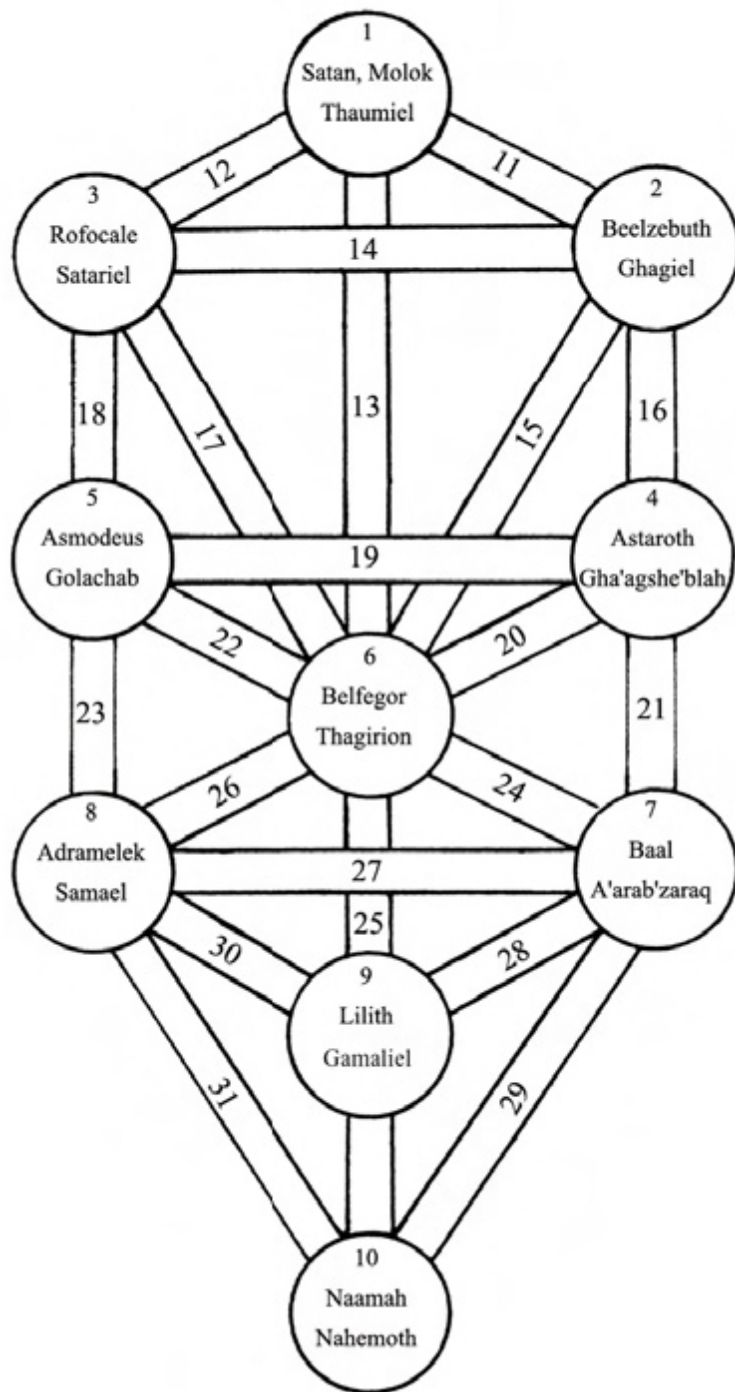 1
Satan, Molok
Thaumiel
12
11
3
Rofocale
Satariel
2
Beelzebuth
Ghagiel
14
13
18
17
15
16
5
Asmodeus
Golachab
4
Astaroth
Gha'agshe'blah
19
22
20
6
Belfegor
Thagirion
23
21
26
24
8
Adramelek
Samael
7
Baal
A'arab'zaraq
27
25
30
28
9
Lilith
Gamaliel
31
29
10
Naamah
Nahemoth